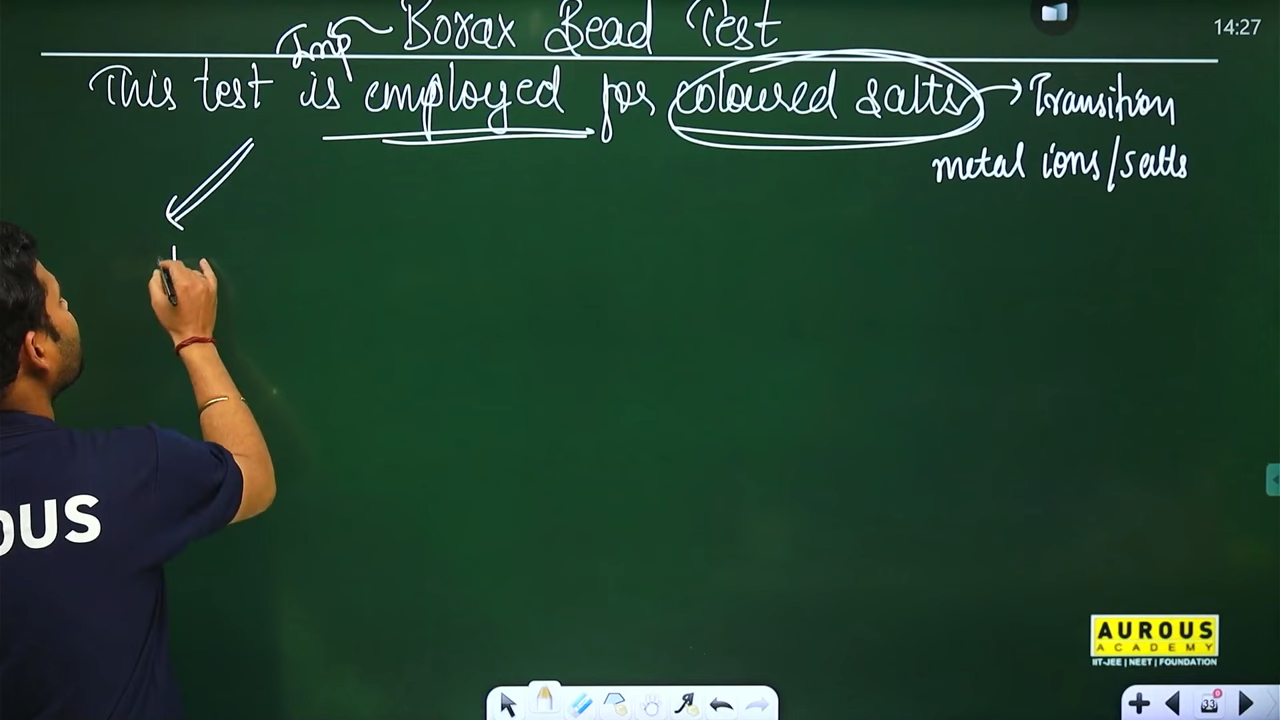 Borax Bead Test
14:27
Imp
This test is employed for coloured salts → Transition
metal ions/salts
OUS
AUROUS
ACADEMY
IIT-JEE | NEET | FOUNDATION
33